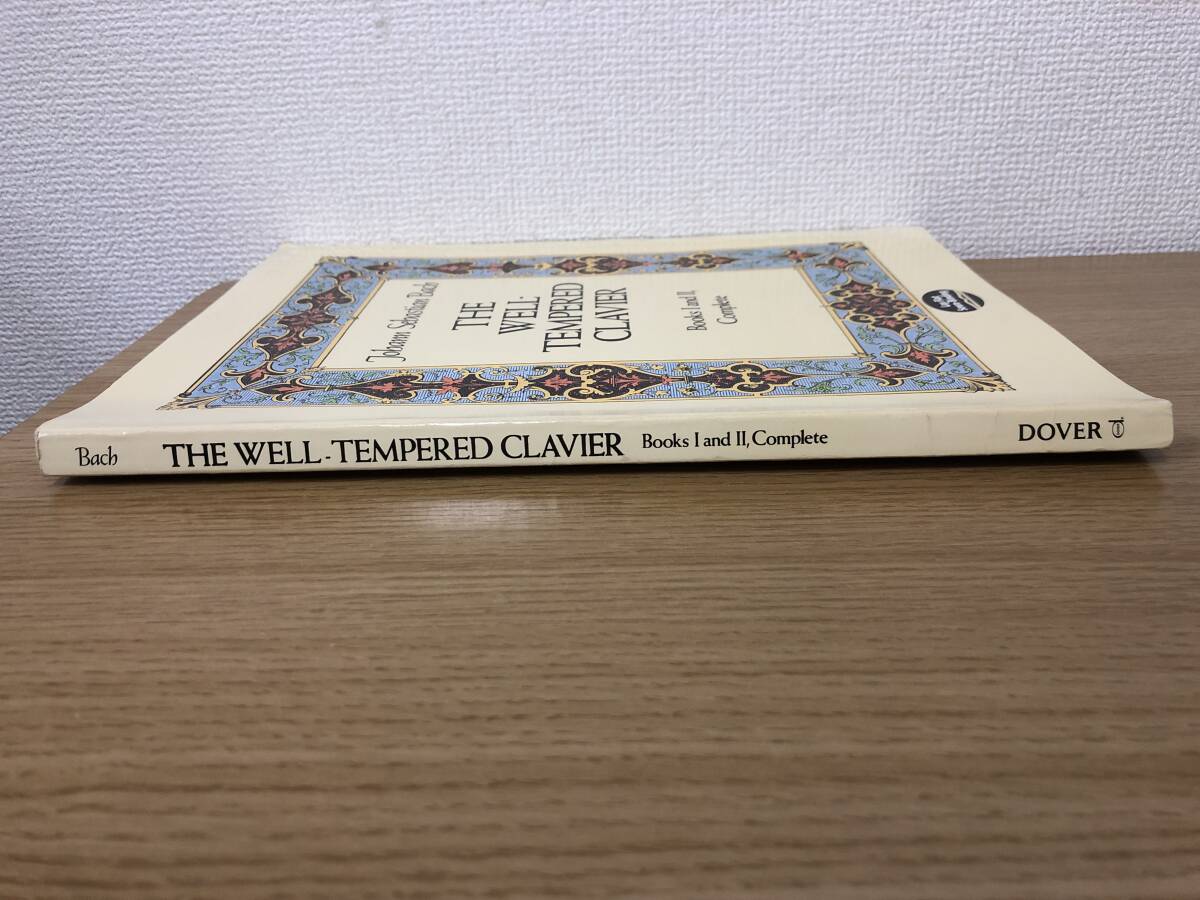 Johann Sebastian Bach
THE
WELL-
TEMPERED
CLAVIER
Books I and II,
Complete
Bach THE WELL-TEMPERED CLAVIER Books I and II, Complete DOVER